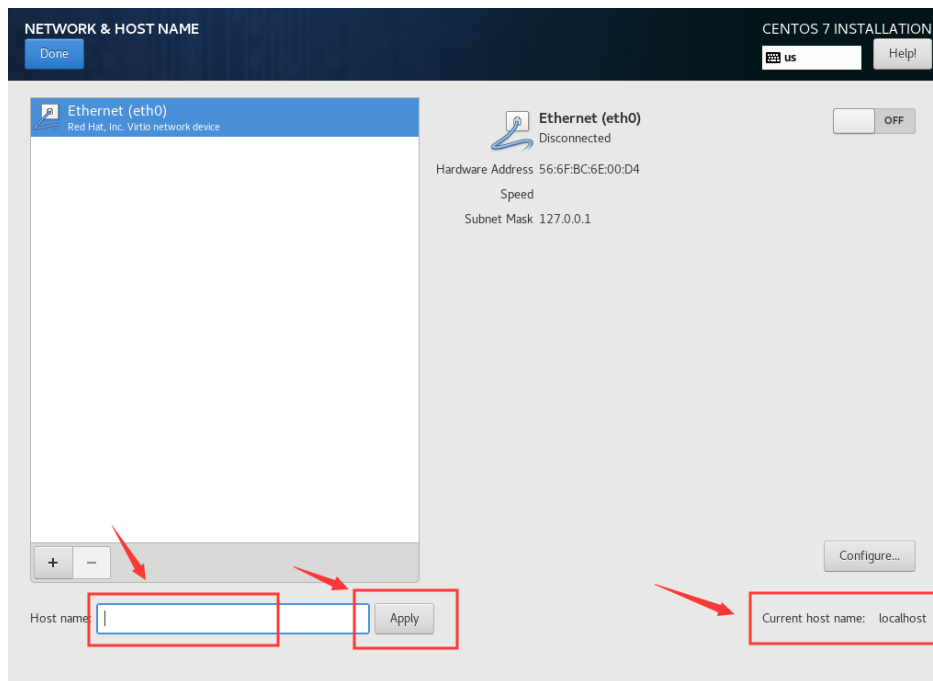 NETWORK & HOST NAME
CENTOS 7 INSTALLATION
Done
us
Help!
Ethernet (eth0)
Red Hat, Inc. Virtio network device
Ethernet (eth0)
Disconnected
OFF
Hardware Address 56:6F:BC:6E:00:D4
Speed
Subnet Mask 127.0.0.1
+ −
Configure...
Host name:
Apply
Current host name: localhost